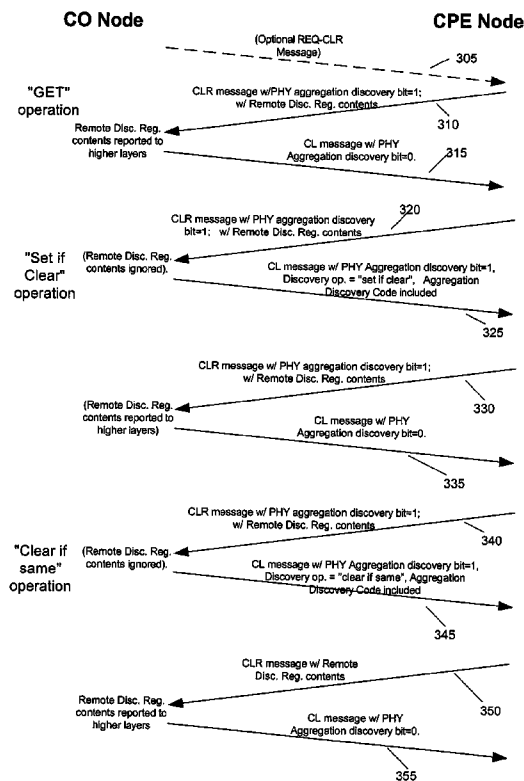 CO Node
CPE Node
(Optional REQ-CLR
Message)
305
"GET"
operation
CLR message w/PHY aggregation discovery bit=1;
w/ Remote Disc. Reg. contents
310
Remote Disc. Reg.
contents reported to
higher layers
CL message w/ PHY
Aggregation discovery bit=0.
315
320
CLR message w/ PHY aggregation discovery
bit=1; w/ Remote Disc. Reg. contents
"Set if
Clear"
operation
(Remote Disc. Reg.
contents ignored).
CL message w/ PHY Aggregation discovery bit=1,
Discovery op. = "set if clear", Aggregation
Discovery Code included
325
CLR message w/ PHY aggregation discovery bit=1;
w/ Remote Disc. Reg. contents
330
(Remote Disc. Reg.
contents reported to
higher layers)
CL message w/ PHY
Aggregation discovery bit=0.
335
CLR message w/ PHY aggregation discovery bit=1;
w/ Remote Disc. Reg. contents
340
"Clear if
same"
operation
(Remote Disc. Reg.
contents ignored).
CL message w/ PHY Aggregation discovery bit=1,
Discovery op. = "clear if same", Aggregation
Discovery Code included
345
CLR message w/ Remote
Disc. Reg. contents
350
Remote Disc. Reg.
contents reported to
higher layers
CL message w/ PHY
Aggregation discovery bit=0.
355